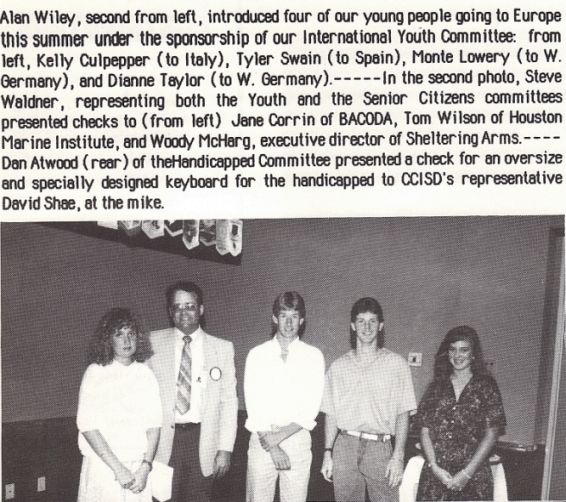 Alan Wiley, second from left, introduced four of our young people going to Europe
this summer under the sponsorship of our International Youth Committee: from
left, Kelly Culpepper (to Italy), Tyler Swain (to Spain), Monte Lowery (to W.
Germany), and Dianne Taylor (to W. Germany).-----In the second photo, Steve
Waldner, representing both the Youth and the Senior Citizens committees
presented checks to (from left) Jane Corrin of BACODA, Tom Wilson of Houston
Marine Institute, and Woody McHarg, executive director of Sheltering Arms.----
Dan Atwood (rear) of theHandicapped Committee presented a check for an oversize
and specially designed keyboard for the handicapped to CCISD's representative
David Shae, at the mike.